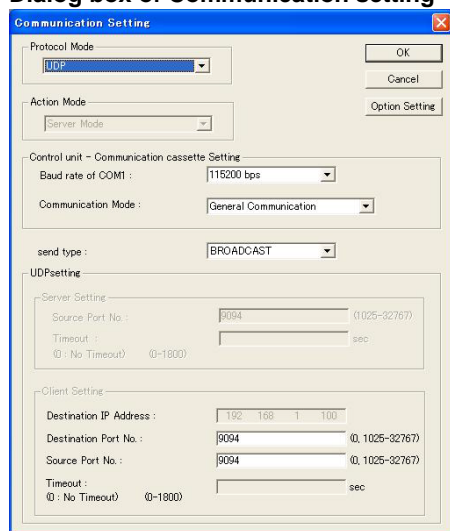 Dialog box of Communication setting
Communication Setting
Protocol Mode
UDP
OK
Cancel
Option Setting
Action Mode
Server Mode
Control unit - Communication cassette Setting
Baud rate of COM1 : 115200 bps
Communication Mode : General Communication
send type : BROADCAST
UDPsetting
Server Setting
Source Port No. : 9094 (1025-32767)
Timeout : sec
(0 : No Timeout) (0-1800)
Client Setting
Destination IP Address : 192 168 1 100
Destination Port No. : 9094 (0, 1025-32767)
Source Port No. : 9094 (0, 1025-32767)
Timeout : sec
(0 : No Timeout) (0-1800)